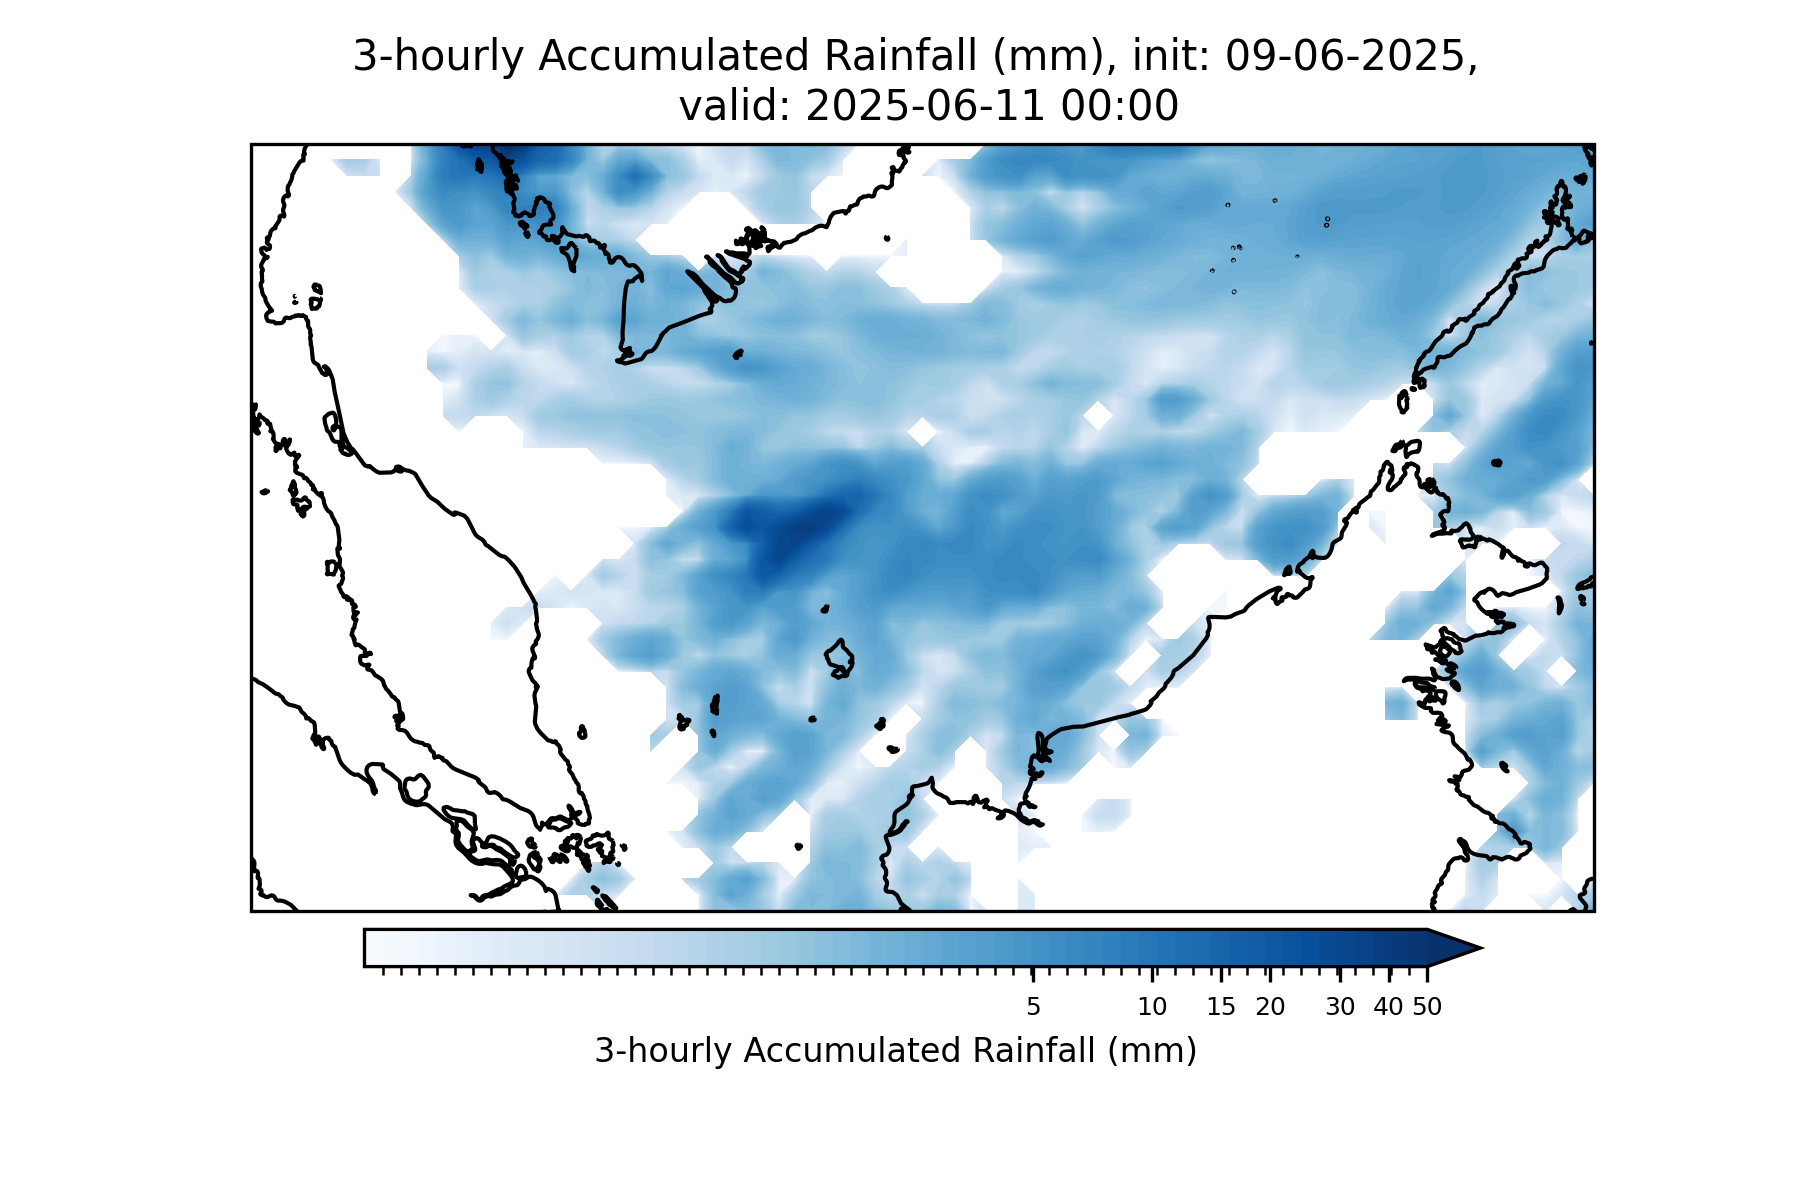 3-hourly Accumulated Rainfall (mm), init: 09-06-2025,
valid: 2025-06-11 00:00
5 10 15 20 30 40 50
3-hourly Accumulated Rainfall (mm)